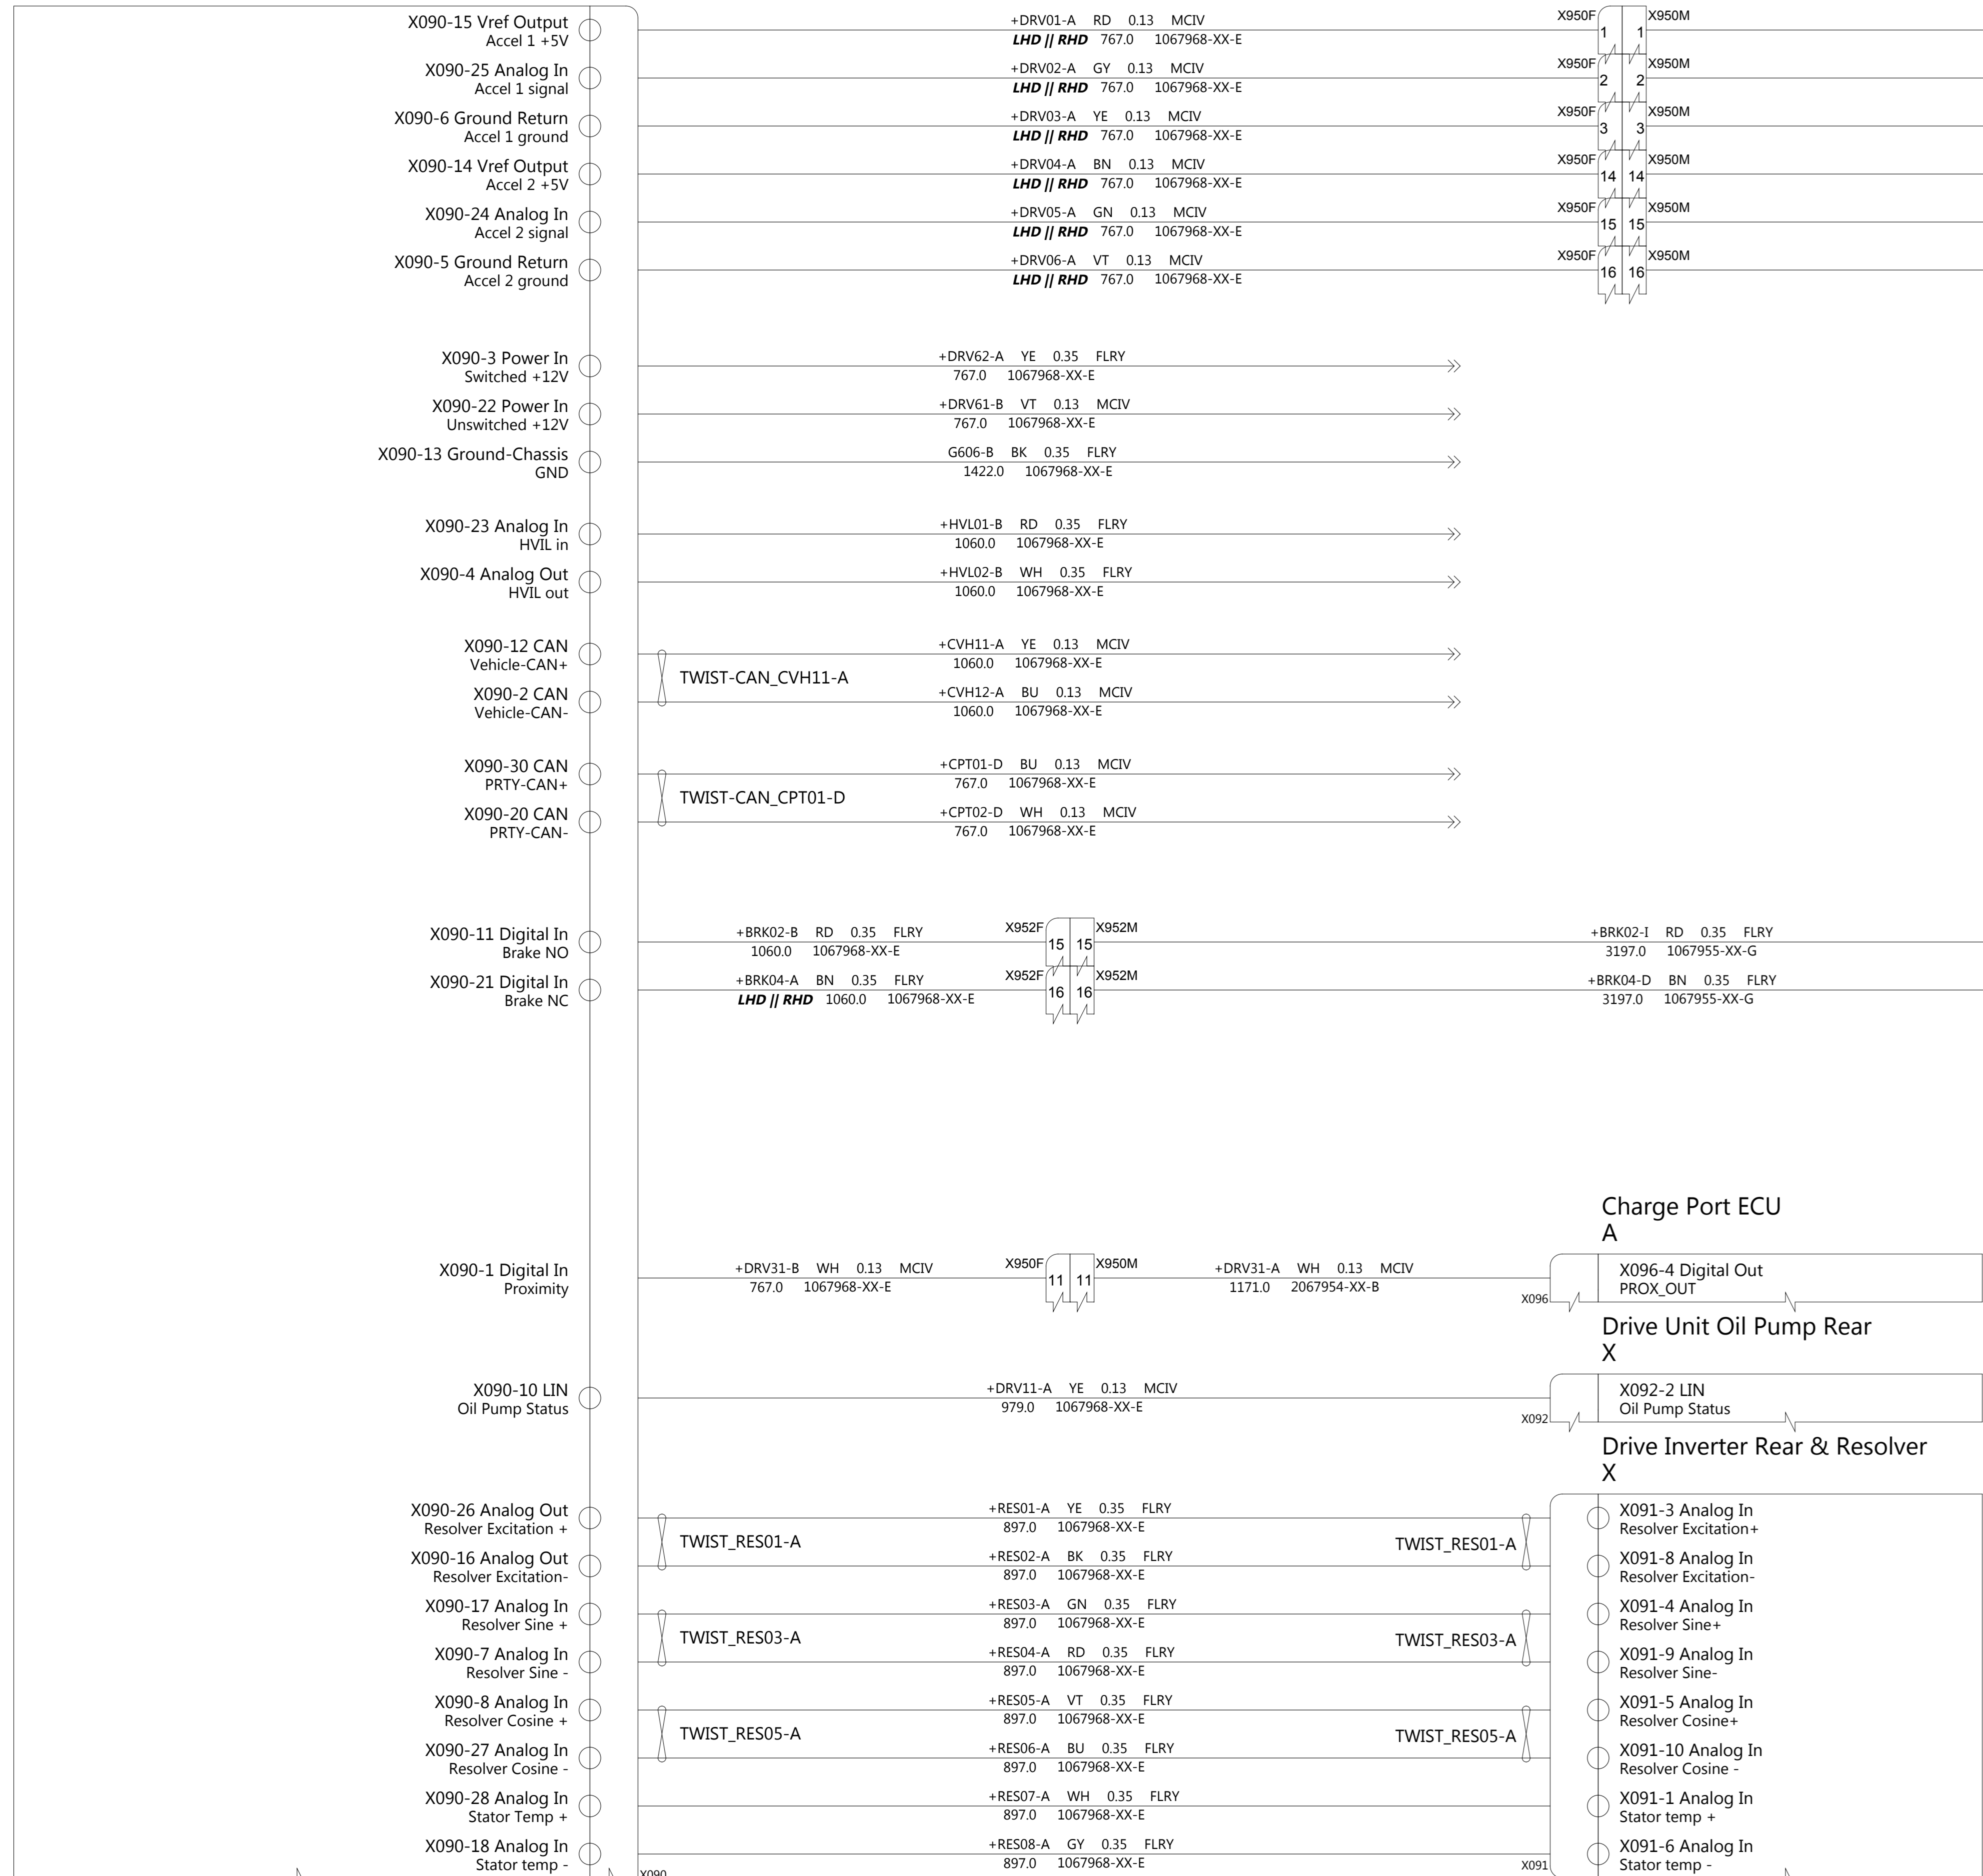 X090-15 Vref Output
Accel 1 +5V
+DRV01-A RD 0.13 MCIV
LHD || RHD 767.0 1067968-XX-E
X950F 1 1 X950M
X090-25 Analog In
Accel 1 signal
+DRV02-A GY 0.13 MCIV
LHD || RHD 767.0 1067968-XX-E
X950F 2 2 X950M
X090-6 Ground Return
Accel 1 ground
+DRV03-A YE 0.13 MCIV
LHD || RHD 767.0 1067968-XX-E
X950F 3 3 X950M
X090-14 Vref Output
Accel 2 +5V
+DRV04-A BN 0.13 MCIV
LHD || RHD 767.0 1067968-XX-E
X950F 14 14 X950M
X090-24 Analog In
Accel 2 signal
+DRV05-A GN 0.13 MCIV
LHD || RHD 767.0 1067968-XX-E
X950F 15 15 X950M
X090-5 Ground Return
Accel 2 ground
+DRV06-A VT 0.13 MCIV
LHD || RHD 767.0 1067968-XX-E
X950F 16 16 X950M
X090-3 Power In
Switched +12V
+DRV62-A YE 0.35 FLRY
767.0 1067968-XX-E
X090-22 Power In
Unswitched +12V
+DRV61-B VT 0.13 MCIV
767.0 1067968-XX-E
X090-13 Ground-Chassis
GND
G606-B BK 0.35 FLRY
1422.0 1067968-XX-E
X090-23 Analog In
HVIL in
+HVL01-B RD 0.35 FLRY
1060.0 1067968-XX-E
X090-4 Analog Out
HVIL out
+HVL02-B WH 0.35 FLRY
1060.0 1067968-XX-E
X090-12 CAN
Vehicle-CAN+
+CVH11-A YE 0.13 MCIV
1060.0 1067968-XX-E
TWIST-CAN_CVH11-A
X090-2 CAN
Vehicle-CAN-
+CVH12-A BU 0.13 MCIV
1060.0 1067968-XX-E
X090-30 CAN
PRTY-CAN+
+CPT01-D BU 0.13 MCIV
767.0 1067968-XX-E
TWIST-CAN_CPT01-D
X090-20 CAN
PRTY-CAN-
+CPT02-D WH 0.13 MCIV
767.0 1067968-XX-E
X090-11 Digital In
Brake NO
+BRK02-B RD 0.35 FLRY
1060.0 1067968-XX-E
X952F 15 15 X952M
+BRK02-I RD 0.35 FLRY
3197.0 1067955-XX-G
X090-21 Digital In
Brake NC
+BRK04-A BN 0.35 FLRY
LHD || RHD 1060.0 1067968-XX-E
X952F 16 16 X952M
+BRK04-D BN 0.35 FLRY
3197.0 1067955-XX-G
Charge Port ECU
A
X090-1 Digital In
Proximity
+DRV31-B WH 0.13 MCIV
767.0 1067968-XX-E
X950F 11 11 X950M
+DRV31-A WH 0.13 MCIV
1171.0 2067954-XX-B
X096
X096-4 Digital Out
PROX_OUT
Drive Unit Oil Pump Rear
X
X090-10 LIN
Oil Pump Status
+DRV11-A YE 0.13 MCIV
979.0 1067968-XX-E
X092
X092-2 LIN
Oil Pump Status
Drive Inverter Rear & Resolver
X
X090-26 Analog Out
Resolver Excitation +
+RES01-A YE 0.35 FLRY
897.0 1067968-XX-E
X091-3 Analog In
Resolver Excitation+
TWIST_RES01-A TWIST_RES01-A
X090-16 Analog Out
Resolver Excitation-
+RES02-A BK 0.35 FLRY
897.0 1067968-XX-E
X091-8 Analog In
Resolver Excitation-
X090-17 Analog In
Resolver Sine +
+RES03-A GN 0.35 FLRY
897.0 1067968-XX-E
X091-4 Analog In
Resolver Sine+
TWIST_RES03-A TWIST_RES03-A
X090-7 Analog In
Resolver Sine -
+RES04-A RD 0.35 FLRY
897.0 1067968-XX-E
X091-9 Analog In
Resolver Sine-
X090-8 Analog In
Resolver Cosine +
+RES05-A VT 0.35 FLRY
897.0 1067968-XX-E
X091-5 Analog In
Resolver Cosine+
TWIST_RES05-A TWIST_RES05-A
X090-27 Analog In
Resolver Cosine -
+RES06-A BU 0.35 FLRY
897.0 1067968-XX-E
X091-10 Analog In
Resolver Cosine -
X090-28 Analog In
Stator Temp +
+RES07-A WH 0.35 FLRY
897.0 1067968-XX-E
X091-1 Analog In
Stator temp +
X090-18 Analog In
Stator temp -
X090
+RES08-A GY 0.35 FLRY
897.0 1067968-XX-E
X091
X091-6 Analog In
Stator temp -